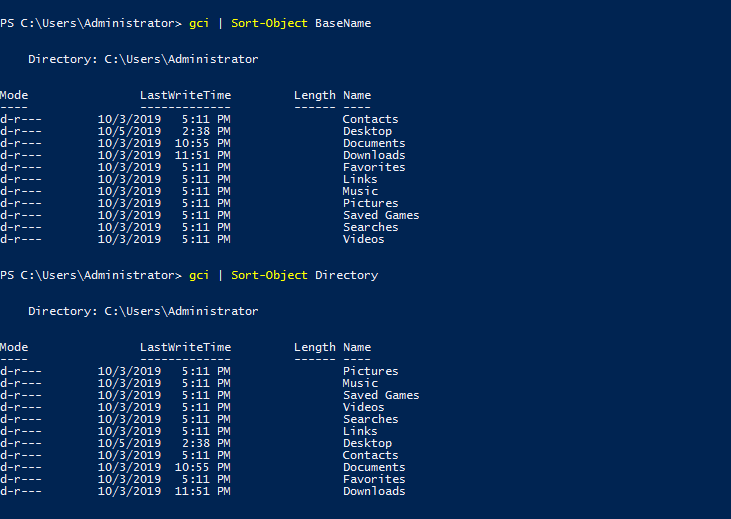 PS C:\Users\Administrator> gci | Sort-Object BaseName
    Directory: C:\Users\Administrator
Mode                LastWriteTime         Length Name
----                -------------         ------ ----
d-r---        10/3/2019   5:11 PM                Contacts
d-r---        10/5/2019   2:38 PM                Desktop
d-r---        10/3/2019  10:55 PM                Documents
d-r---        10/3/2019  11:51 PM                Downloads
d-r---        10/3/2019   5:11 PM                Favorites
d-r---        10/3/2019   5:11 PM                Links
d-r---        10/3/2019   5:11 PM                Music
d-r---        10/3/2019   5:11 PM                Pictures
d-r---        10/3/2019   5:11 PM                Saved Games
d-r---        10/3/2019   5:11 PM                Searches
d-r---        10/3/2019   5:11 PM                Videos
PS C:\Users\Administrator> gci | Sort-Object Directory
    Directory: C:\Users\Administrator
Mode                LastWriteTime         Length Name
----                -------------         ------ ----
d-r---        10/3/2019   5:11 PM                Pictures
d-r---        10/3/2019   5:11 PM                Music
d-r---        10/3/2019   5:11 PM                Saved Games
d-r---        10/3/2019   5:11 PM                Videos
d-r---        10/3/2019   5:11 PM                Searches
d-r---        10/3/2019   5:11 PM                Links
d-r---        10/5/2019   2:38 PM                Desktop
d-r---        10/3/2019   5:11 PM                Contacts
d-r---        10/3/2019  10:55 PM                Documents
d-r---        10/3/2019   5:11 PM                Favorites
d-r---        10/3/2019  11:51 PM                Downloads